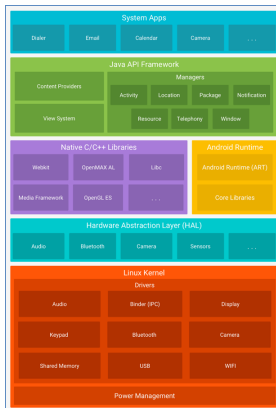 System Apps
Dialer
Email
Calendar
Camera
. . .
Java API Framework
Content Providers
View System
Managers
Activity
Location
Package
Notification
Resource
Telephony
Window
Native C/C++ Libraries
Webkit
OpenMAX AL
Libc
Media Framework
OpenGL ES
. . .
Android Runtime
Android Runtime (ART)
Core Libraries
Hardware Abstraction Layer (HAL)
Audio
Bluetooth
Camera
Sensors
. . .
Linux Kernel
Drivers
Audio
Binder (IPC)
Display
Keypad
Bluetooth
Camera
Shared Memory
USB
WIFI
Power Management